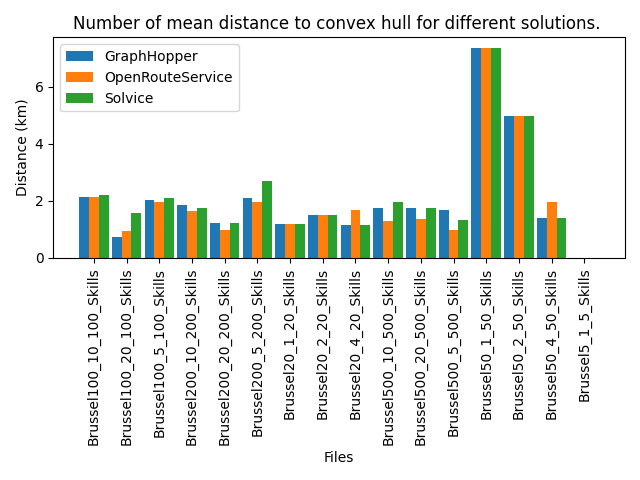 Number of mean distance to convex hull for different solutions.
GraphHopper
OpenRouteService
Solvice
Distance (km)
6
4
2
0
Brussel100_10_100_Skills
Brussel100_20_100_Skills
Brussel100_5_100_Skills
Brussel200_10_200_Skills
Brussel200_20_200_Skills
Brussel200_5_200_Skills
Brussel20_1_20_Skills
Brussel20_2_20_Skills
Brussel20_4_20_Skills
Brussel500_10_500_Skills
Brussel500_20_500_Skills
Brussel500_5_500_Skills
Brussel50_1_50_Skills
Brussel50_2_50_Skills
Brussel50_4_50_Skills
Brussel5_1_5_Skills
Files